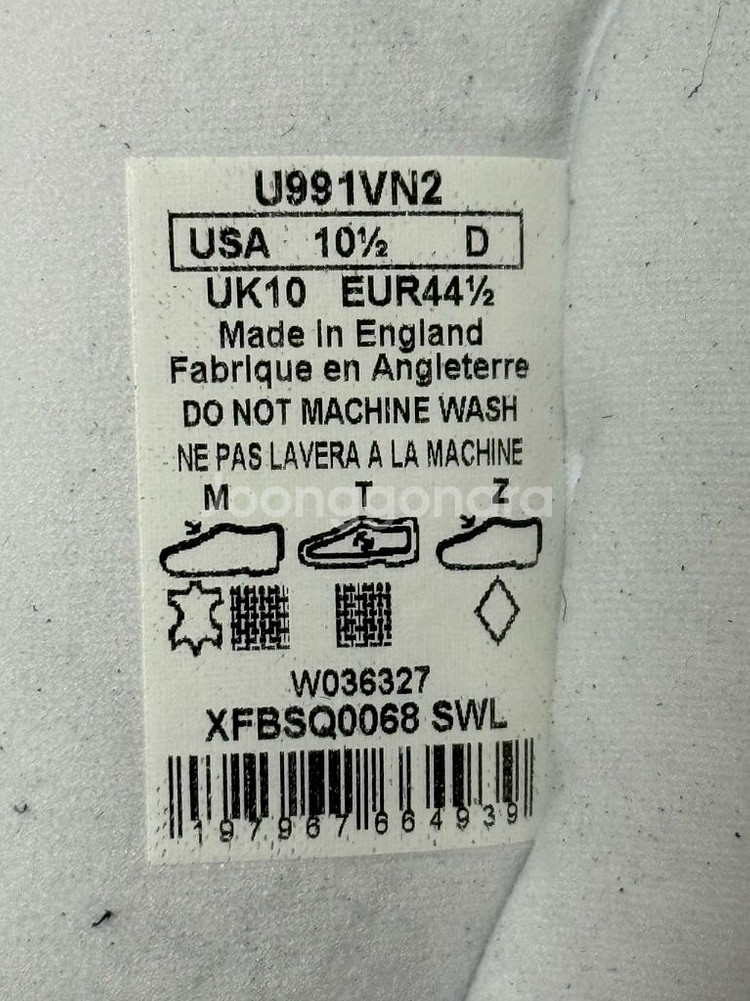 U991VN2
USA 10½ D
UK10 EUR44½
Made In England
Fabrique en Angleterre
DO NOT MACHINE WASH
NE PAS LAVERA A LA MACHINE
M T Z
Joonggonara
W036327
XFBSQ0068 SWL
197967664939